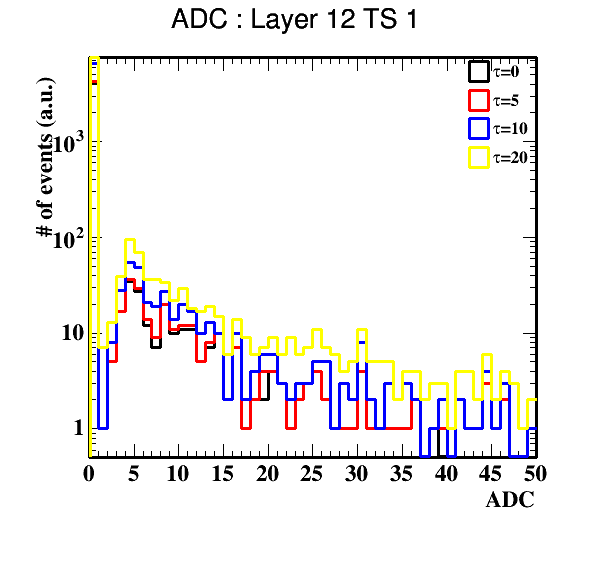 ADC : Layer 12 TS 1
# of events (a.u.)
τ=0
τ=5
τ=10
τ=20
10³
10²
10
1
0 5 10 15 20 25 30 35 40 45 50
ADC